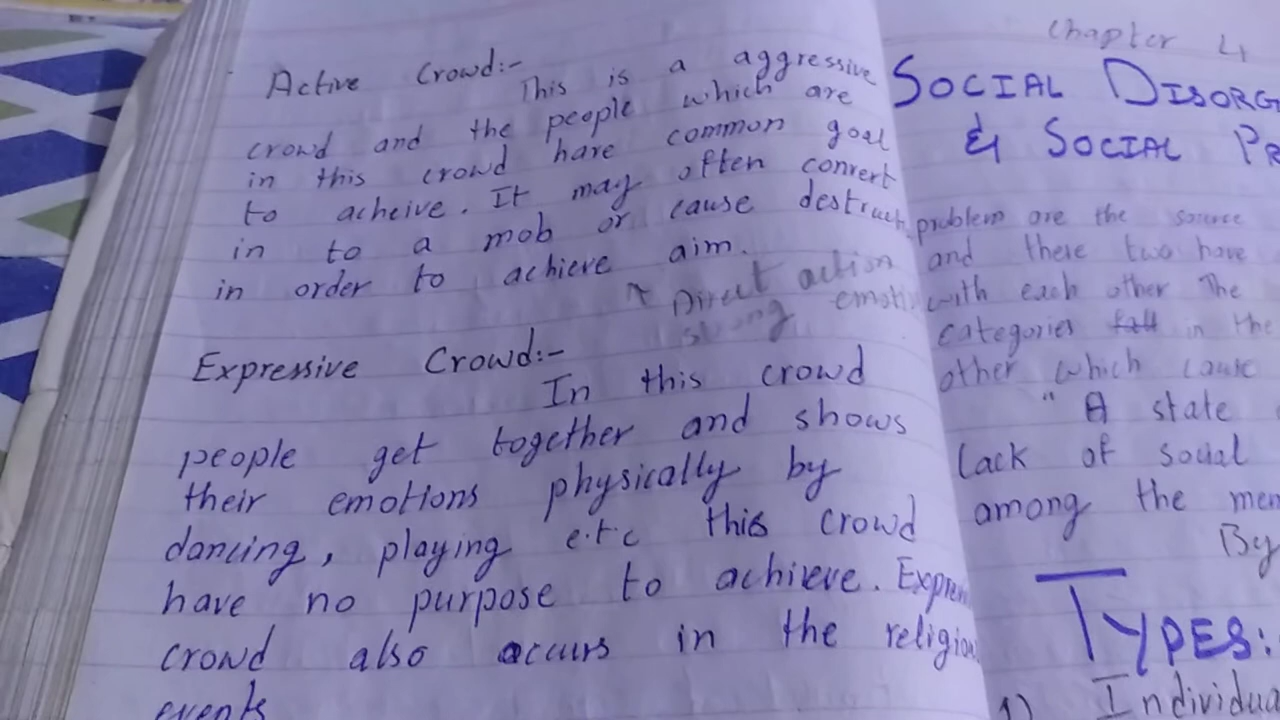 Active Crowd:-
This is a aggressive
crowd and the people which are
in this crowd have common goal
to acheive. It may often convert
in to a mob or cause destruct
in order to achieve aim.
Direct action
strong emoti
Expressive Crowd:-
In this crowd
people get together and shows
their emotions physically by
dancing, playing e.t.c this crowd
have no purpose to achieve. Expres
crowd also occurs in the religiou
events
Chapter 4
SOCIAL DISORG
& SOCIAL PR
problem are the source
and there two have
with each other The
categories fall in the
other which cause
"A state
Lack of social
among the mem
By
TYPES:
1) Individua